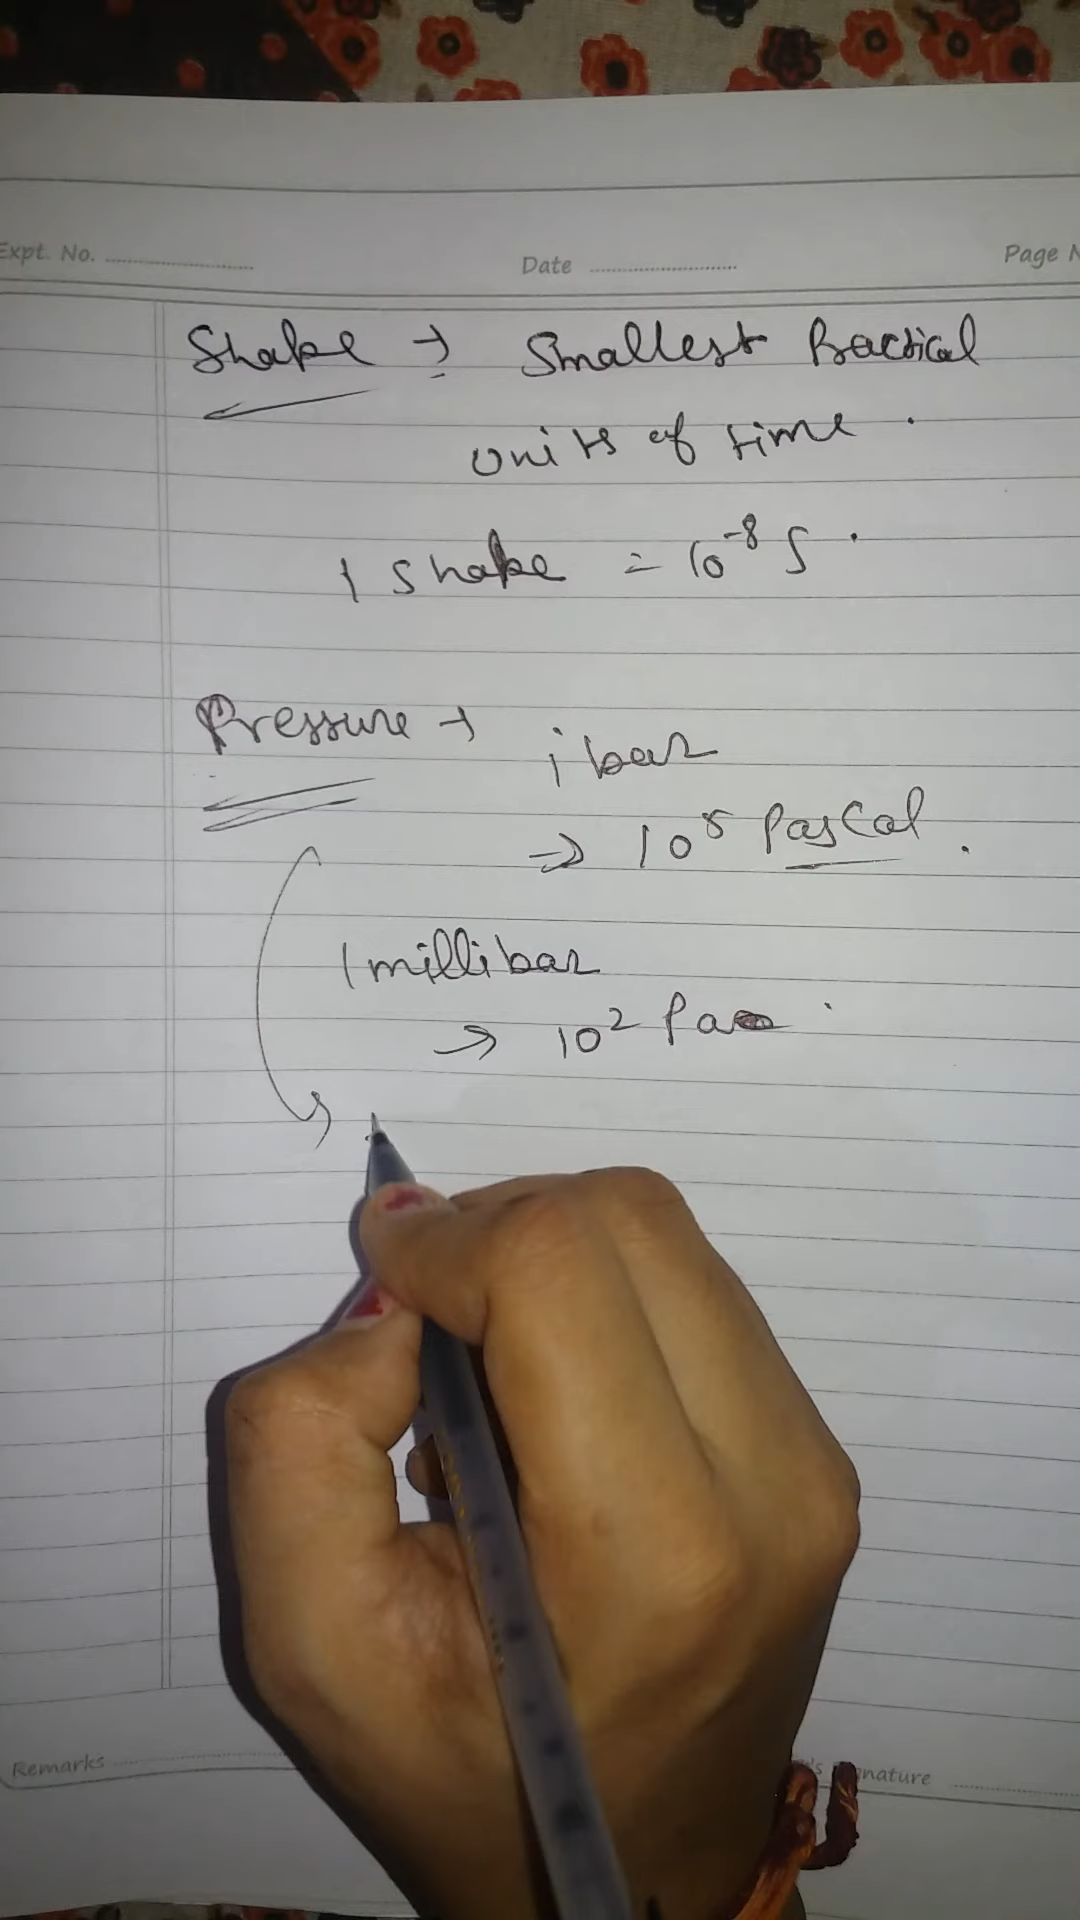 Expt. No.
Date
Page N
Shake → Smallest Practical
units of time.
1 shake = 10⁻⁸ S.
Pressure → 1 bar
⇒ 10⁵ Pascal.
1 millibar
→ 10² Pa
Remarks
's Signature